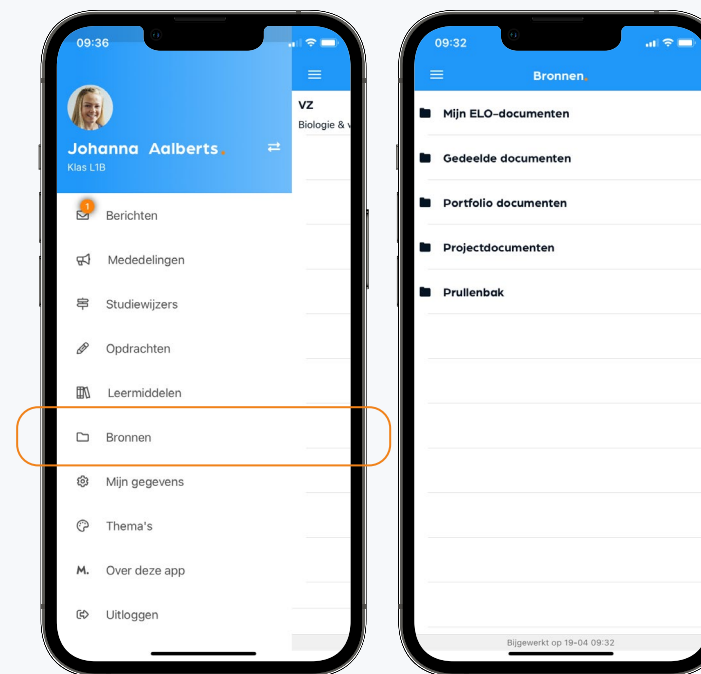 09:36
Johanna Aalberts.
Klas L1B
1
Berichten
Mededelingen
Studiewijzers
Opdrachten
Leermiddelen
Bronnen
Mijn gegevens
Thema's
M. Over deze app
Uitloggen
VZ
Biologie &
09:32
Bronnen.
Mijn ELO-documenten
Gedeelde documenten
Portfolio documenten
Projectdocumenten
Prullenbak
Bijgewerkt op 19-04 09:32